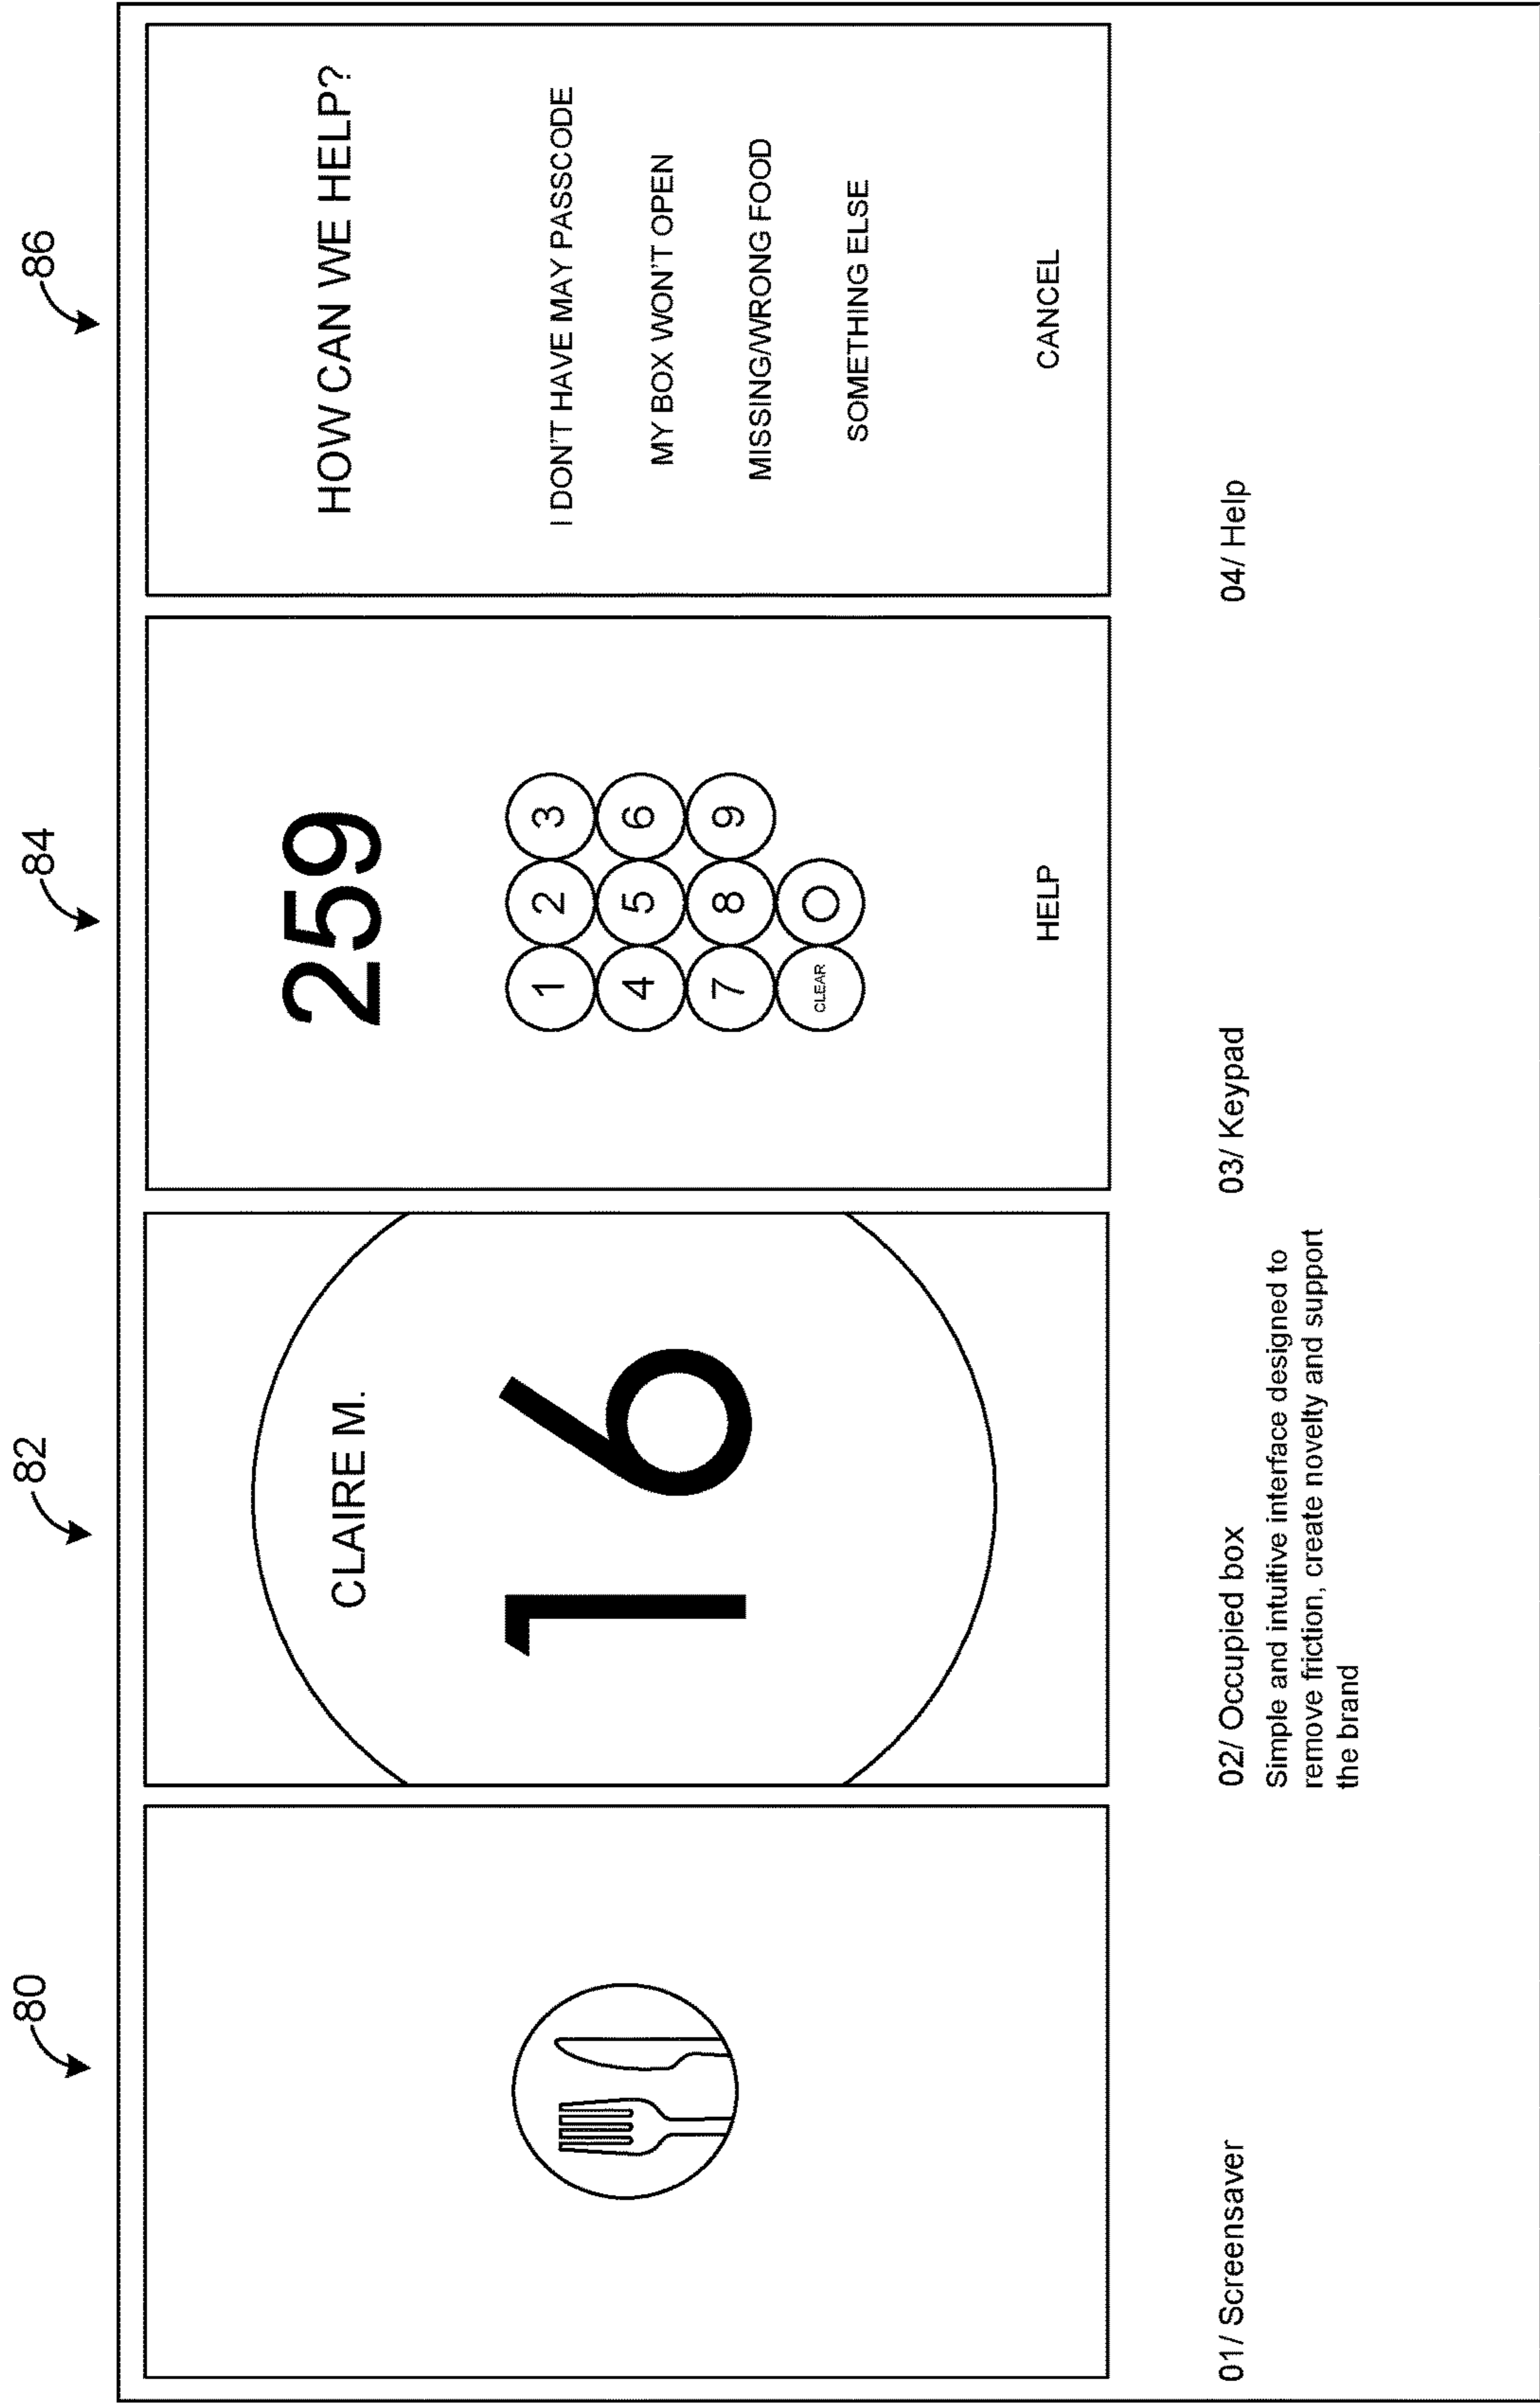 80
82
84
86
CLAIRE M.
16
259
1 2 3
4 5 6
7 8 9
CLEAR 0
HELP
HOW CAN WE HELP?
I DON'T HAVE MAY PASSCODE
MY BOX WON'T OPEN
MISSING/WRONG FOOD
SOMETHING ELSE
CANCEL
01/ Screensaver
02/ Occupied box
Simple and intuitive interface designed to
remove friction, create novelty and support
the brand
03/ Keypad
04/ Help